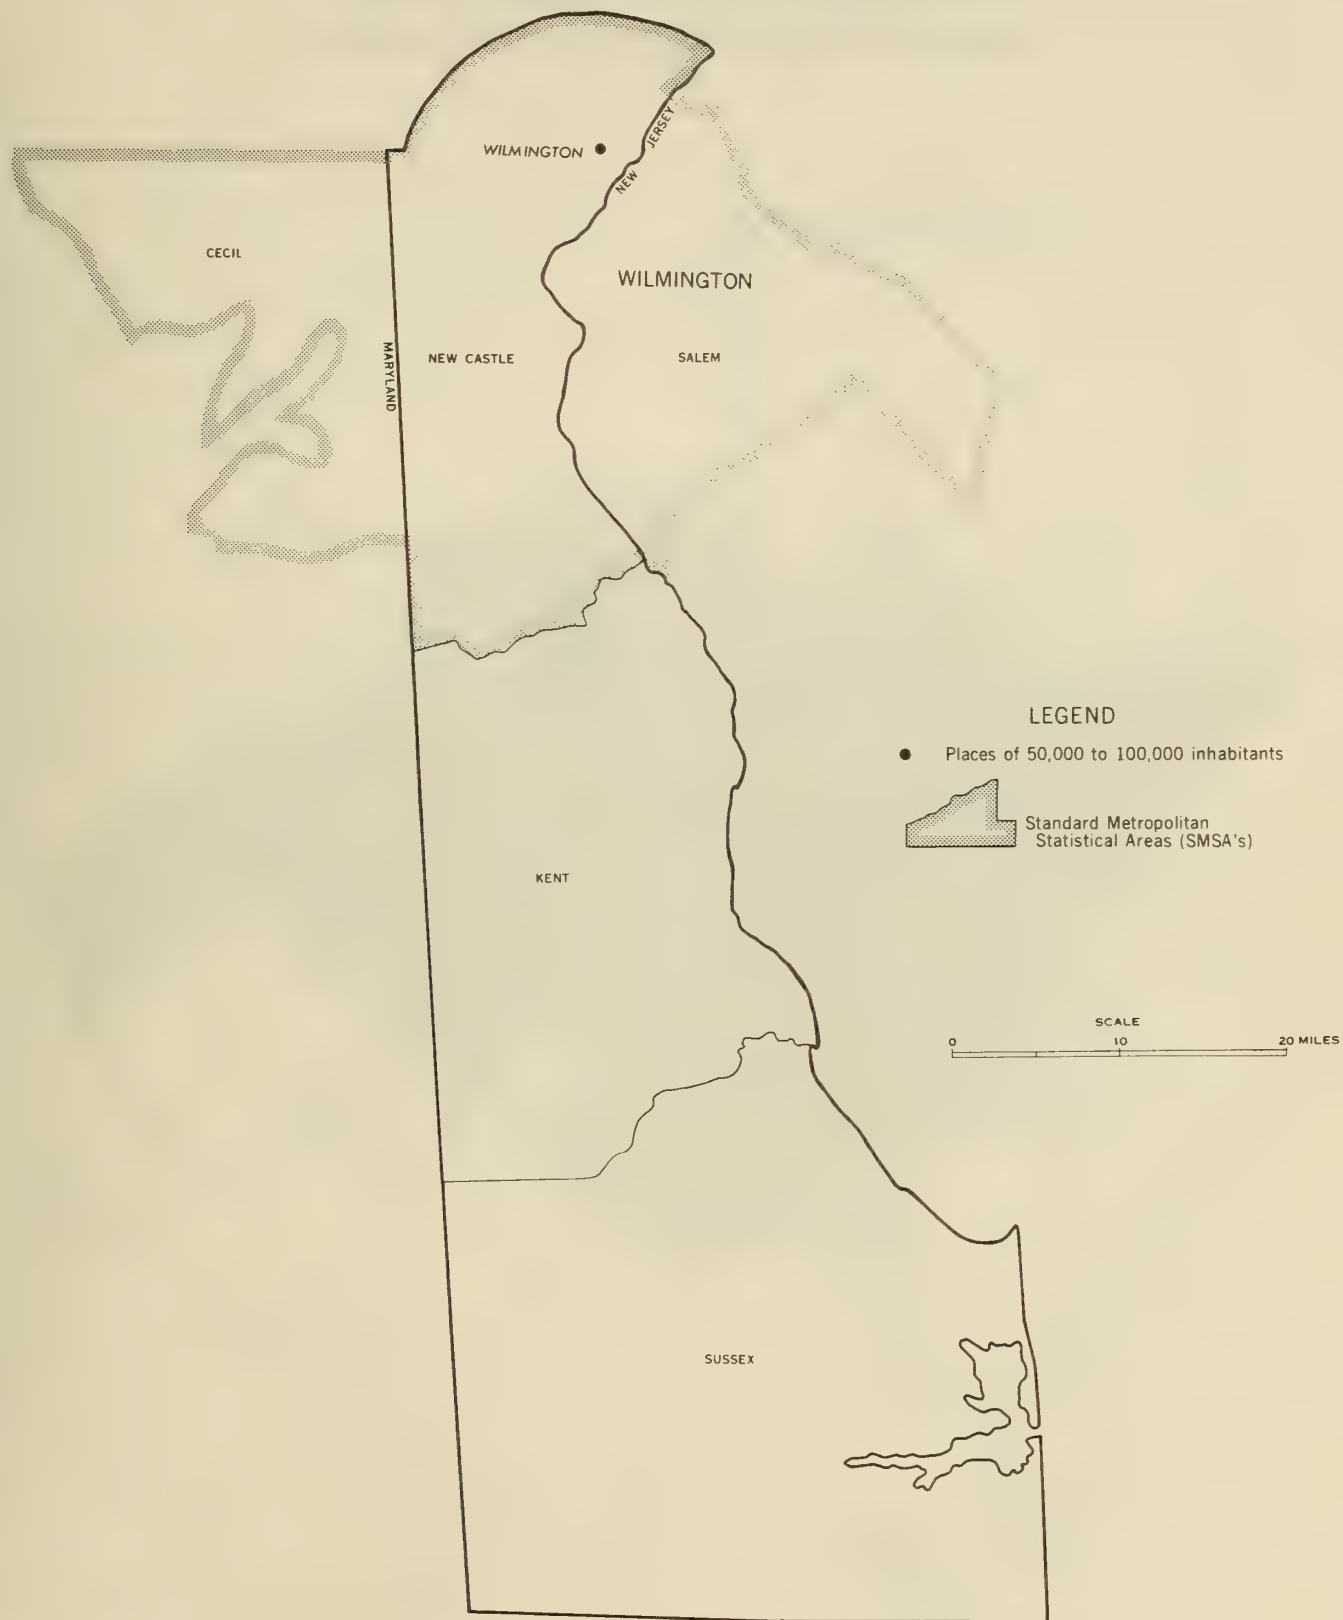 WILMINGTON
NEW JERSEY
CECIL
WILMINGTON
MARYLAND
NEW CASTLE
SALEM
LEGEND
Places of 50,000 to 100,000 inhabitants
Standard Metropolitan
Statistical Areas (SMSA's)
KENT
SCALE
0 10 20 MILES
SUSSEX